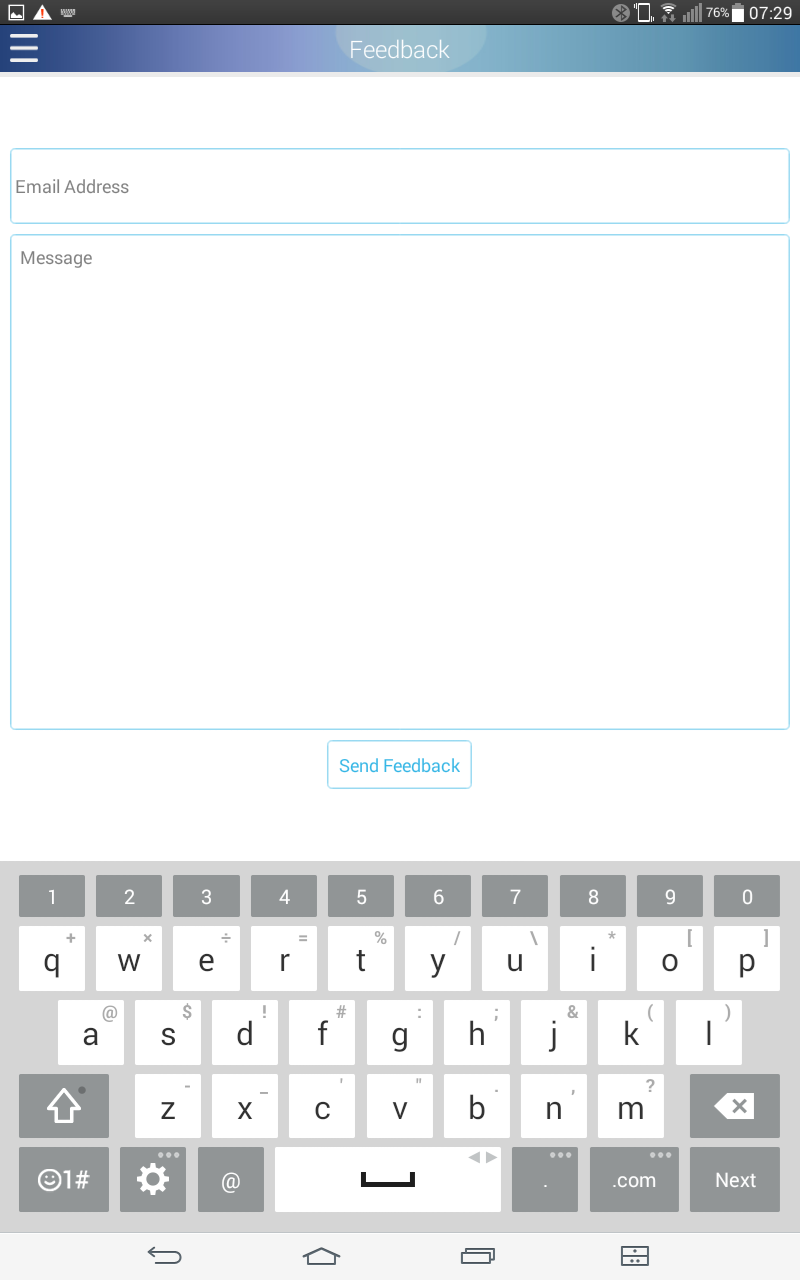 76% 07:29
Feedback
Email Address
Message
Send Feedback
1 2 3 4 5 6 7 8 9 0
+ × ÷ = % / \ * [ ]
q w e r t y u i o p
@ $ ! # : ; & ( )
a s d f g h j k l
- _ ' " . , ?
z x c v b n m
1# @ . .com Next